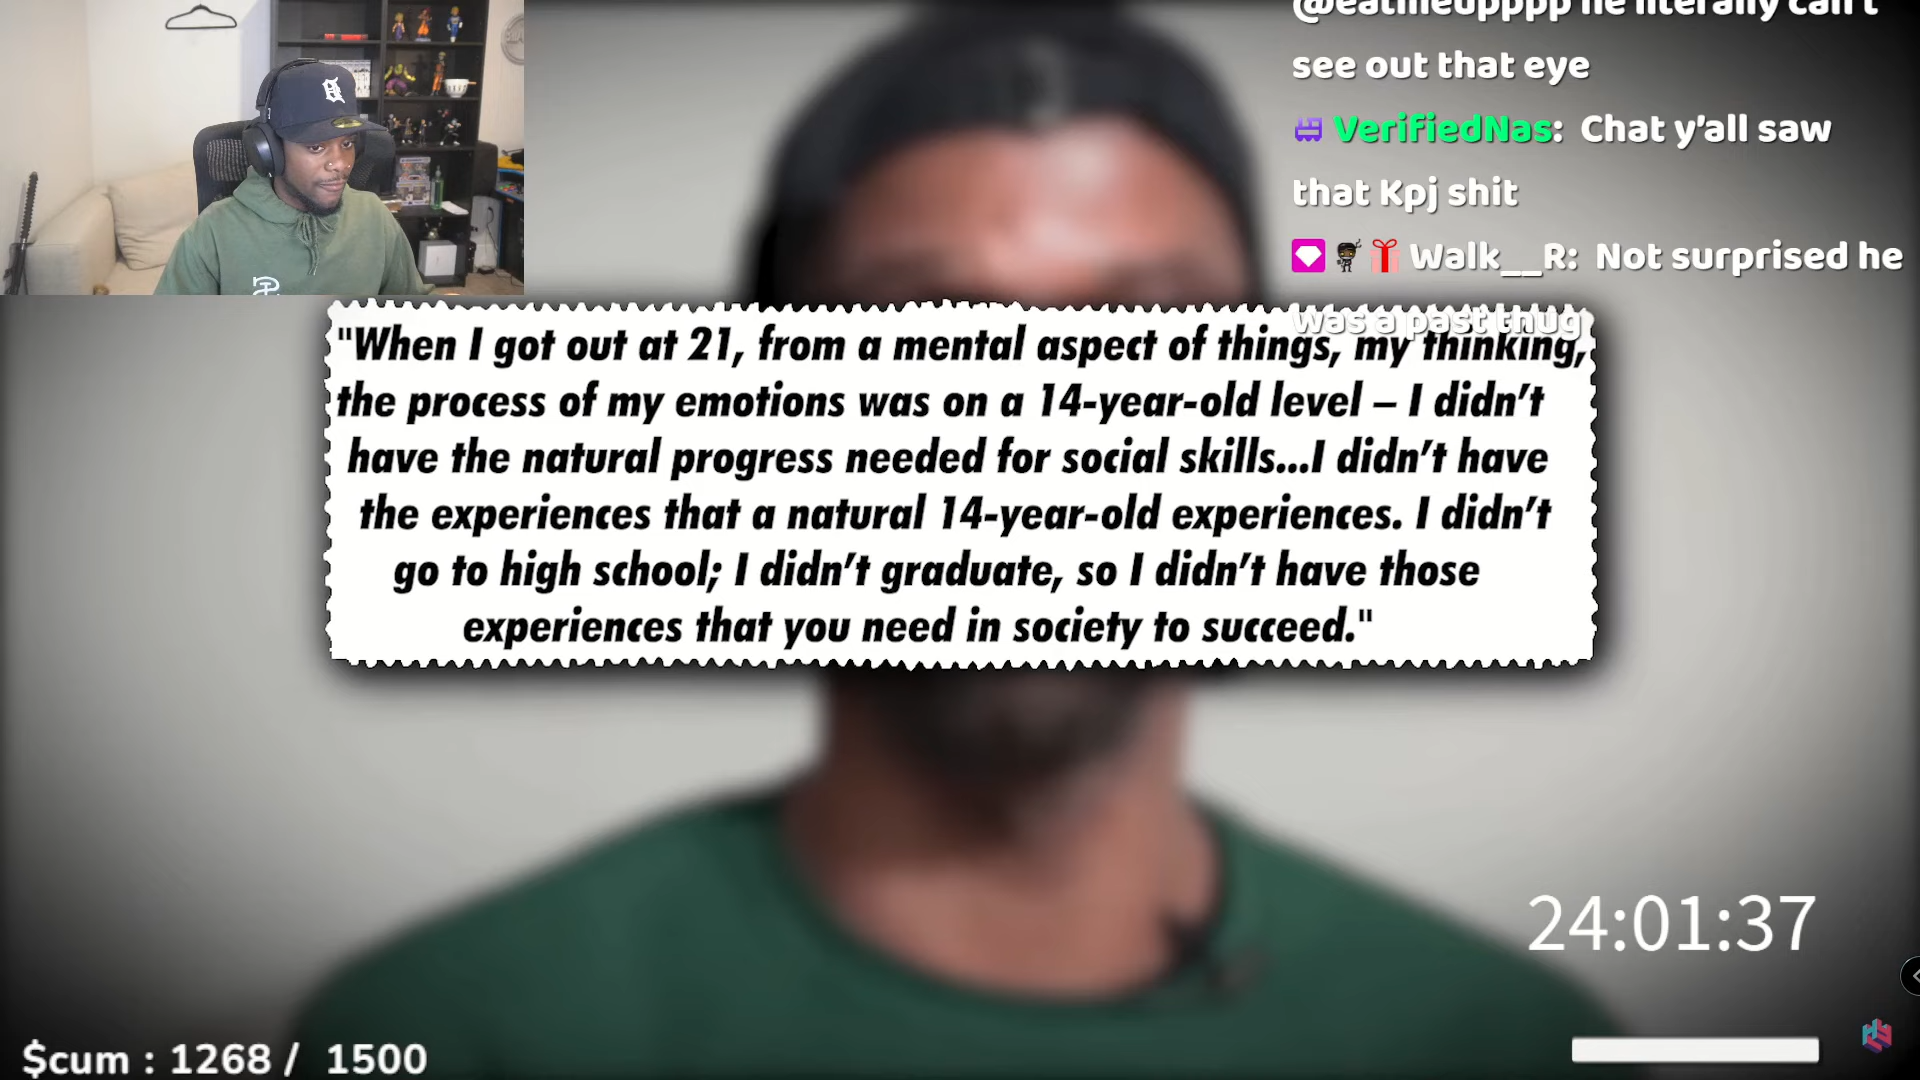 see out that eye
VerifiedNas: Chat y’all saw
that Kpj shit
Walk__R: Not surprised he
was a past thug
"When I got out at 21, from a mental aspect of things, my thinking,
the process of my emotions was on a 14-year-old level – I didn’t
have the natural progress needed for social skills...I didn’t have
the experiences that a natural 14-year-old experiences. I didn’t
go to high school; I didn’t graduate, so I didn’t have those
experiences that you need in society to succeed."
24:01:37
$cum : 1268 / 1500